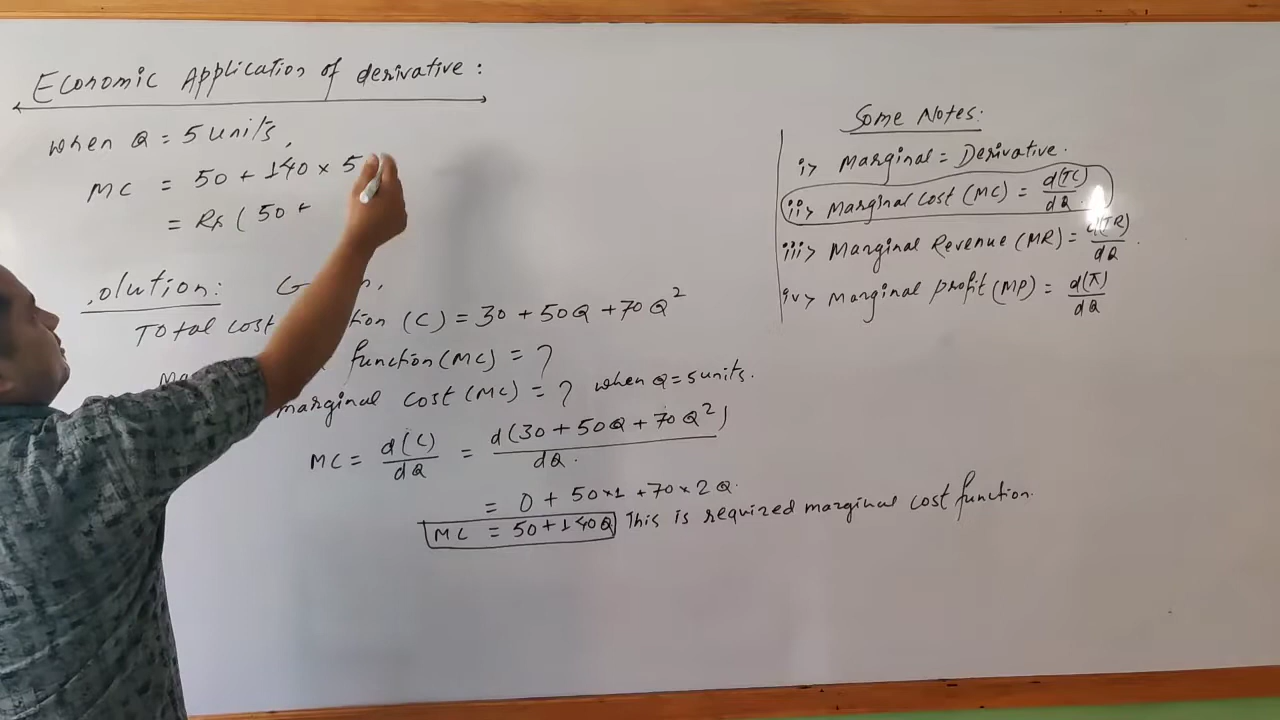 Economic Application of derivative:
when Q = 5 units,
MC = 50 + 140 × 5
= Rs ( 50 +
olution:
Total cost tion (C) = 30 + 50Q + 70Q²
function (MC) = ?
marginal cost (MC) = ? when Q = 5 units.
MC = d(C)/dQ = d(30 + 50Q + 70Q²)/dQ.
= 0 + 50×1 + 70×2Q.
MC = 50 + 140Q This is required marginal cost function.
Some Notes:
i> Marginal = Derivative.
ii> Marginal Cost (MC) = d(TC)/dQ.
iii> Marginal Revenue (MR) = d(TR)/dQ.
iv> Marginal profit (MP) = d(π)/dQ